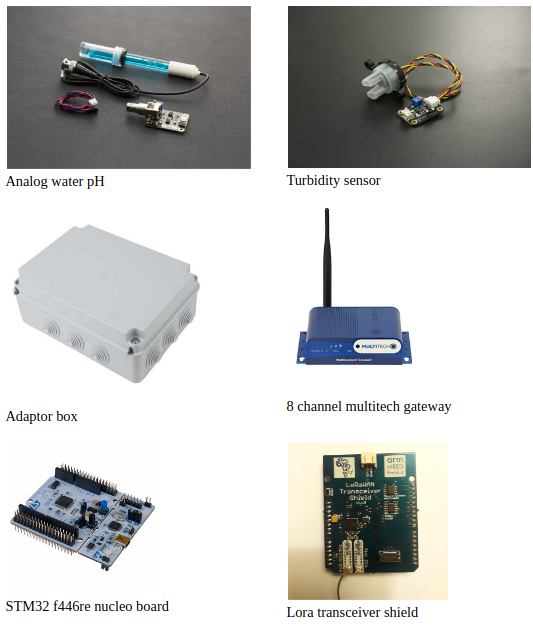 Analog water pH
Turbidity sensor
MULTITECH
Adaptor box
8 channel multitech gateway
arm
MBED
LoRaWAN
Transceiver
Shield
STM32 f446re nucleo board
Lora transceiver shield